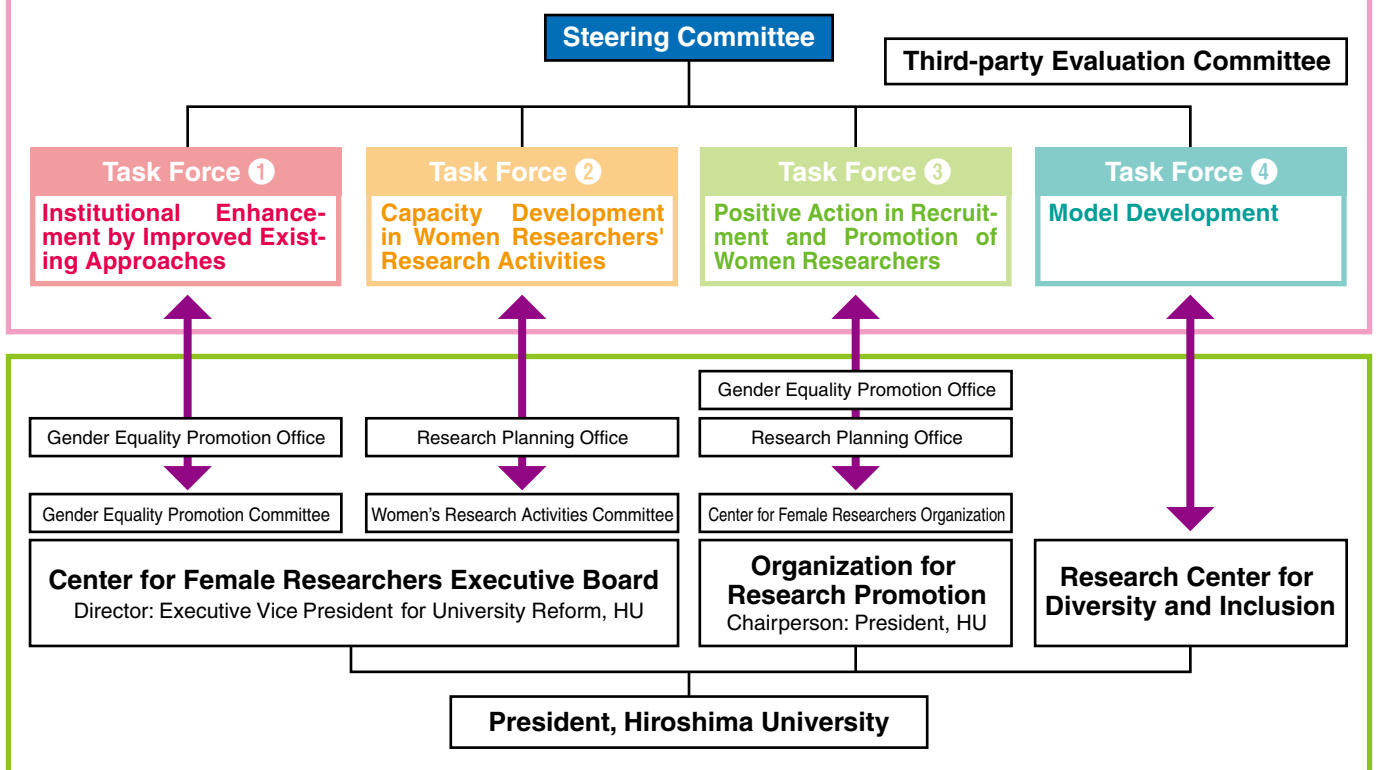 Steering Committee
Third-party Evaluation Committee
Task Force ❶
Institutional Enhance-
ment by Improved Exist-
ing Approaches
Task Force ❷
Capacity Development
in Women Researchers'
Research Activities
Task Force ❸
Positive Action in Recruit-
ment and Promotion of
Women Researchers
Task Force ❹
Model Development
Gender Equality Promotion Office
Gender Equality Promotion Committee
Research Planning Office
Women’s Research Activities Committee
Gender Equality Promotion Office
Research Planning Office
Center for Female Researchers Organization
Center for Female Researchers Executive Board
Director: Executive Vice President for University Reform, HU
Organization for
Research Promotion
Chairperson: President, HU
Research Center for
Diversity and Inclusion
President, Hiroshima University